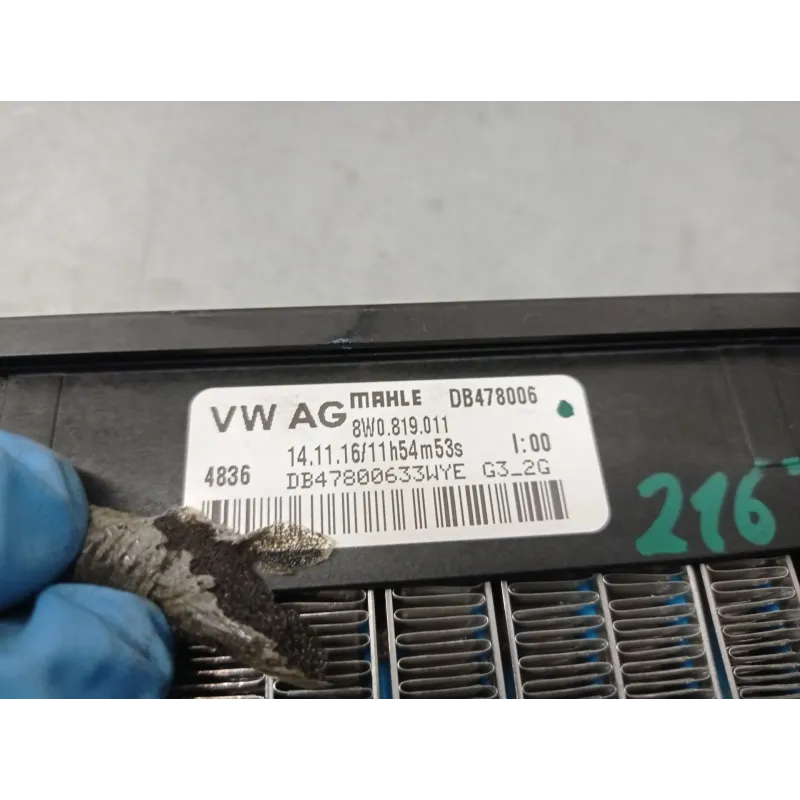 VW AG MAHLE DB478006
8W0.819.011
14.11.16/11h54m53s I:00
4836 DB47800633WYE G3_2G
216